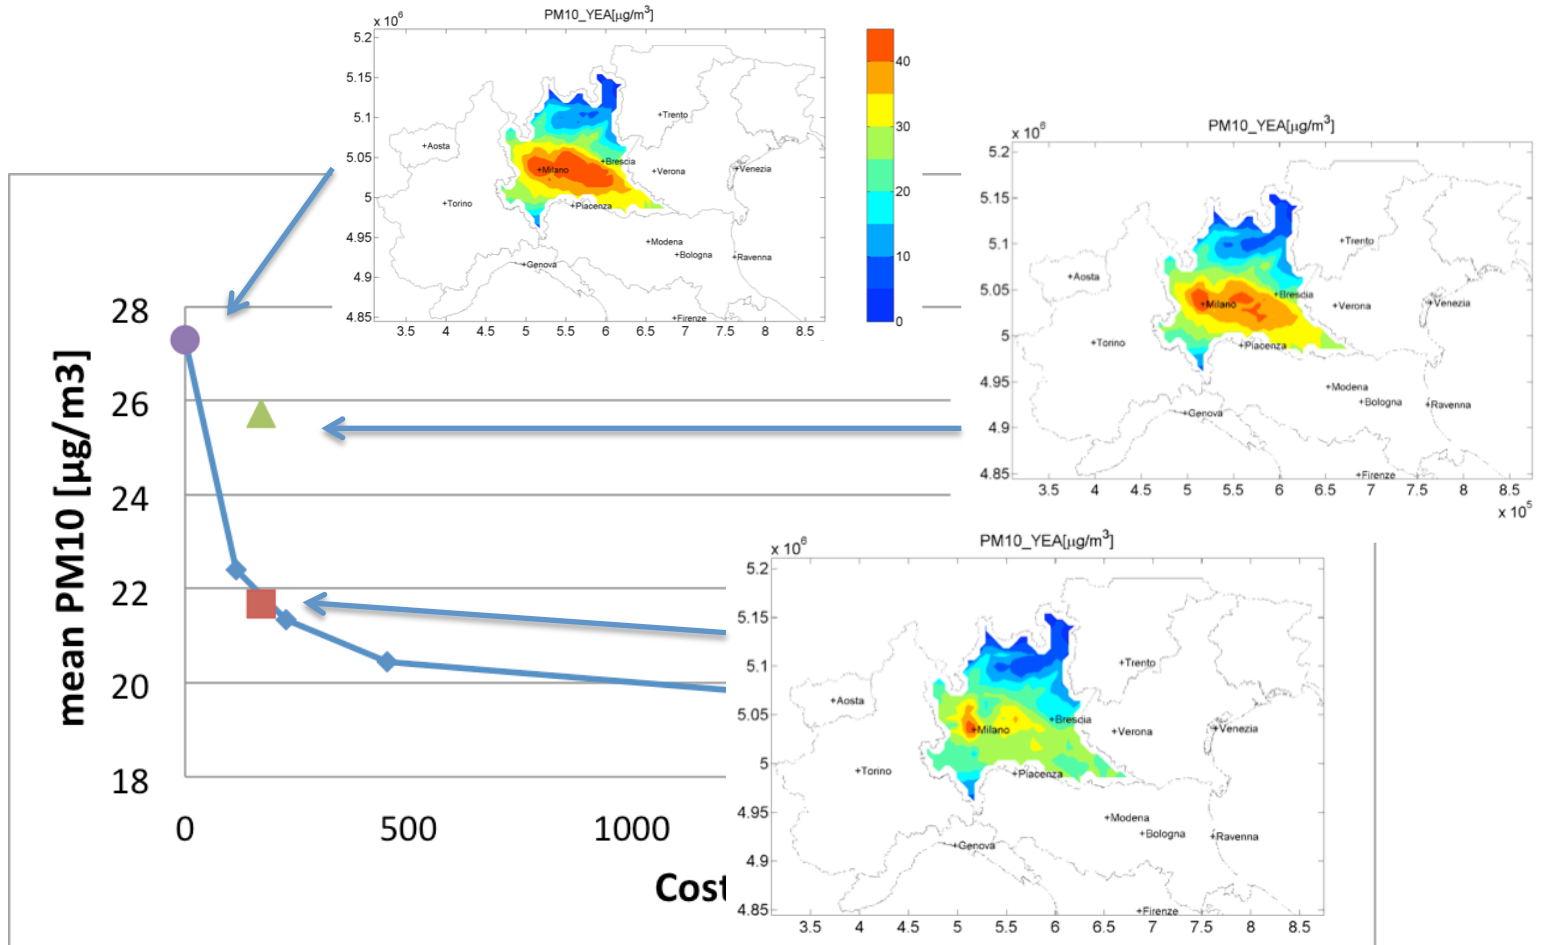 PM10_YEA[µg/m3]
x 10^6
5.2
5.15
5.1
5.05
5
4.95
4.9
4.85
3.5 4 4.5 5 5.5 6 6.5 7 7.5 8 8.5
+Aosta
+Trento
+Milano
+Brescia
+Verona
+Venezia
+Torino
+Piacenza
+Modena
+Bologna
+Ravenna
+Genova
+Firenze
40
30
20
10
0
PM10_YEA[µg/m3]
x 10^6
5.2
5.15
5.1
5.05
5
4.95
4.9
4.85
3.5 4 4.5 5 5.5 6 6.5 7 7.5 8 8.5
x 10^5
+Aosta
+Trento
+Milano
+Brescia
+Verona
+Venezia
+Torino
+Piacenza
+Modena
+Bologna
+Ravenna
+Genova
+Firenze
mean PM10 [µg/m3]
28
26
24
22
20
18
0 500 1000
Cost
PM10_YEA[µg/m3]
x 10^6
5.2
5.15
5.1
5.05
5
4.95
4.9
4.85
3.5 4 4.5 5 5.5 6 6.5 7 7.5 8 8.5
+Aosta
+Trento
+Milano
+Brescia
+Verona
+Venezia
+Torino
+Piacenza
+Modena
+Bologna
+Ravenna
+Genova
+Firenze